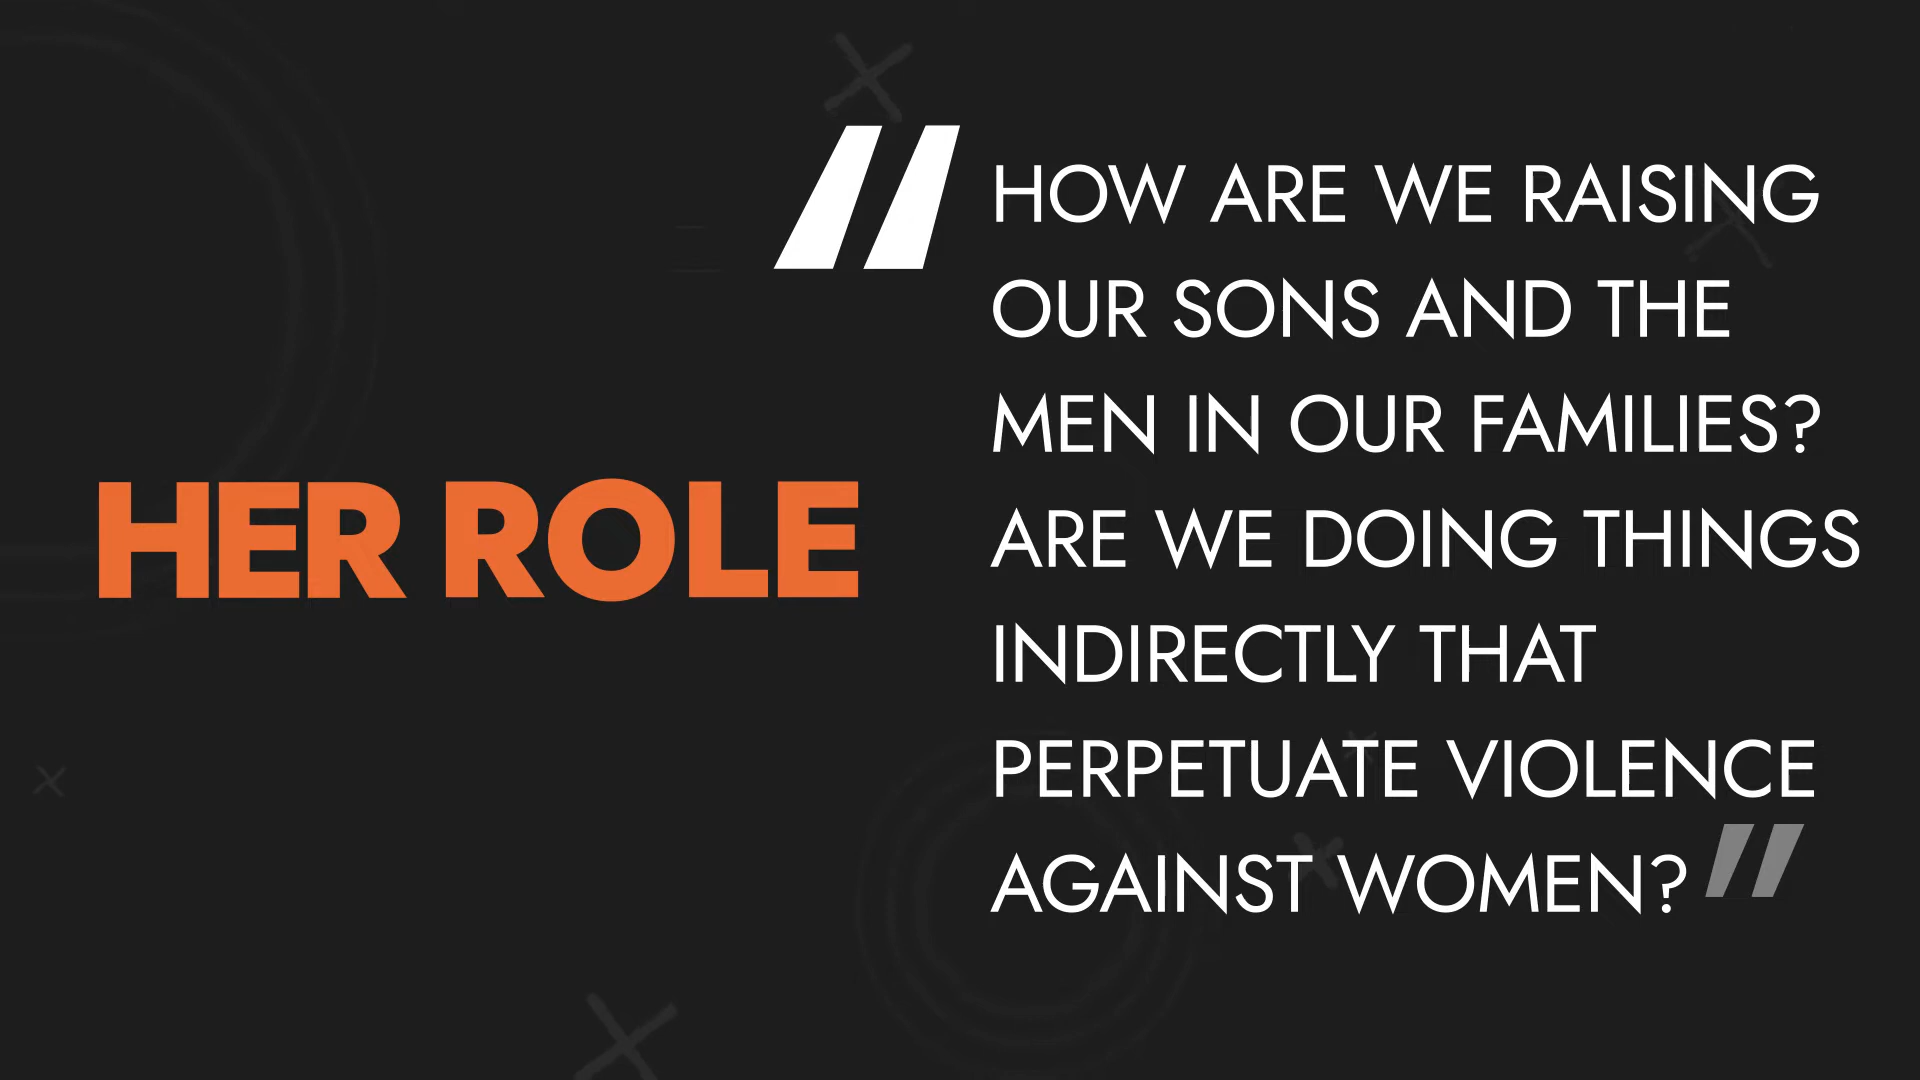 HER ROLE
" HOW ARE WE RAISING
OUR SONS AND THE
MEN IN OUR FAMILIES?
ARE WE DOING THINGS
INDIRECTLY THAT
PERPETUATE VIOLENCE
AGAINST WOMEN? "